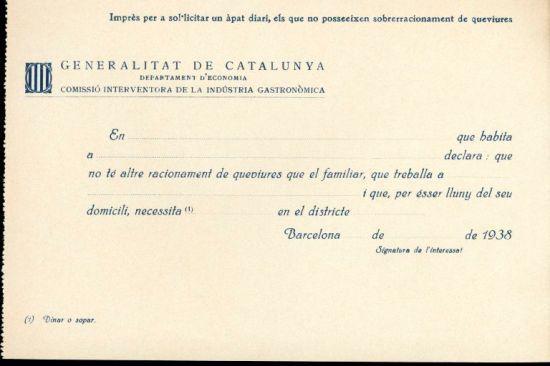 Imprès per a sol·licitar un àpat diari, els que no posseeixen sobrerracionament de queviures
GENERALITAT DE CATALUNYA
DEPARTAMENT D'ECONOMIA
COMISSIÓ INTERVENTORA DE LA INDÚSTRIA GASTRONÒMICA
En que habita
a declara : que
no té altre racionament de queviures que el familiar, que treballa a
i que, per ésser lluny del seu
domicili, necessita (1) en el districte
Barcelona de de 1938
Signatura de l'interessat
(1) Dinar o sopar.